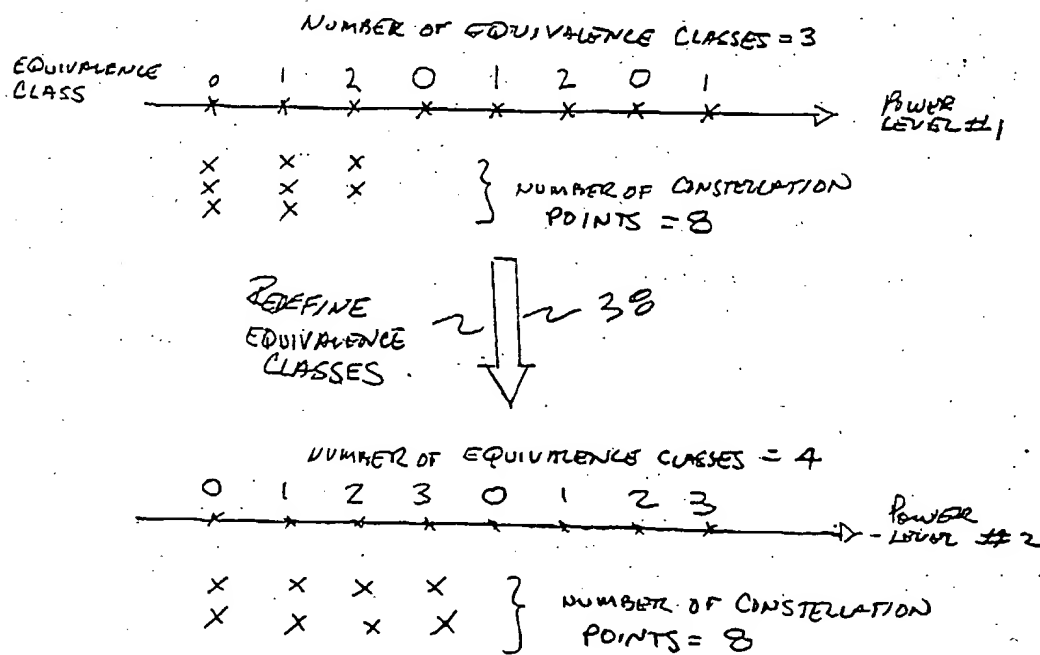 NUMBER OF EQUIVALENCE CLASSES = 3
EQUIVALENCE
CLASS
0 1 2 0 1 2 0 1
POWER
LEVEL #1
NUMBER OF CONSTELLATION
POINTS = 8
REDEFINE
EQUIVALENCE
CLASSES
38
NUMBER OF EQUIVALENCE CLASSES = 4
0 1 2 3 0 1 2 3
POWER
LEVEL #2
NUMBER OF CONSTELLATION
POINTS = 8